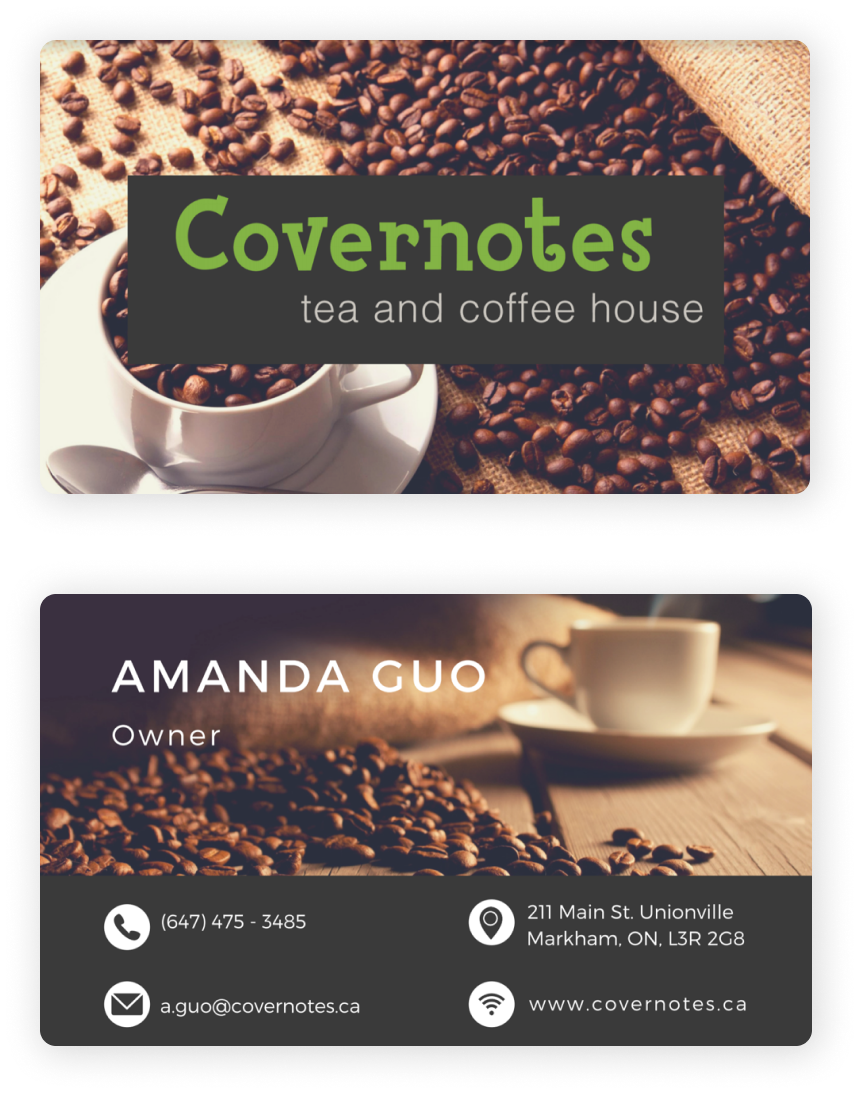 Covernotes
tea and coffee house
AMANDA GUO
Owner
(647) 475 - 3485
211 Main St. Unionville
Markham, ON, L3R 2G8
a.guo@covernotes.ca
www.covernotes.ca